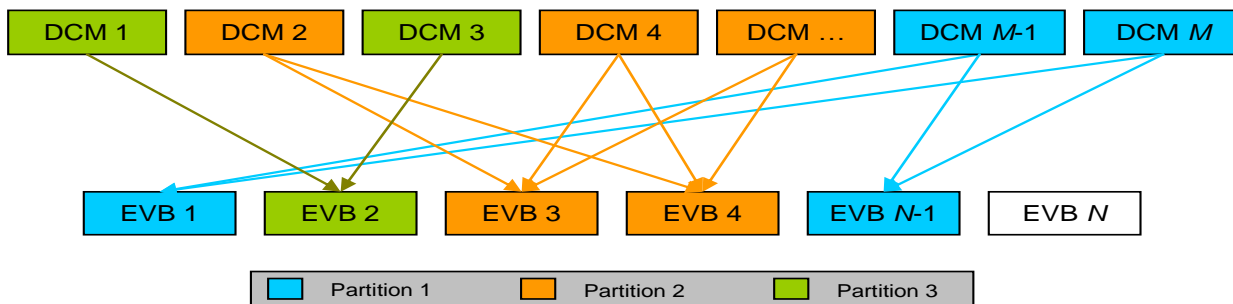 DCM 1 DCM 2 DCM 3 DCM 4 DCM … DCM M-1 DCM M
EVB 1 EVB 2 EVB 3 EVB 4 EVB N-1 EVB N
Partition 1 Partition 2 Partition 3